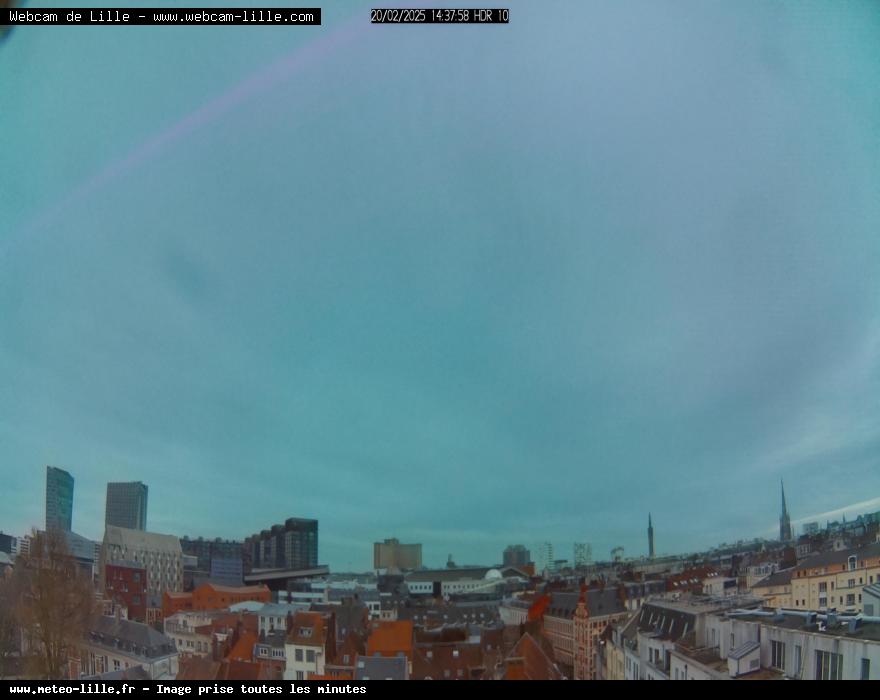 Webcam de Lille - www.webcam-lille.com
20/02/2025 14:37:58 HDR 10
www.meteo-lille.fr - Image prise toutes les minutes